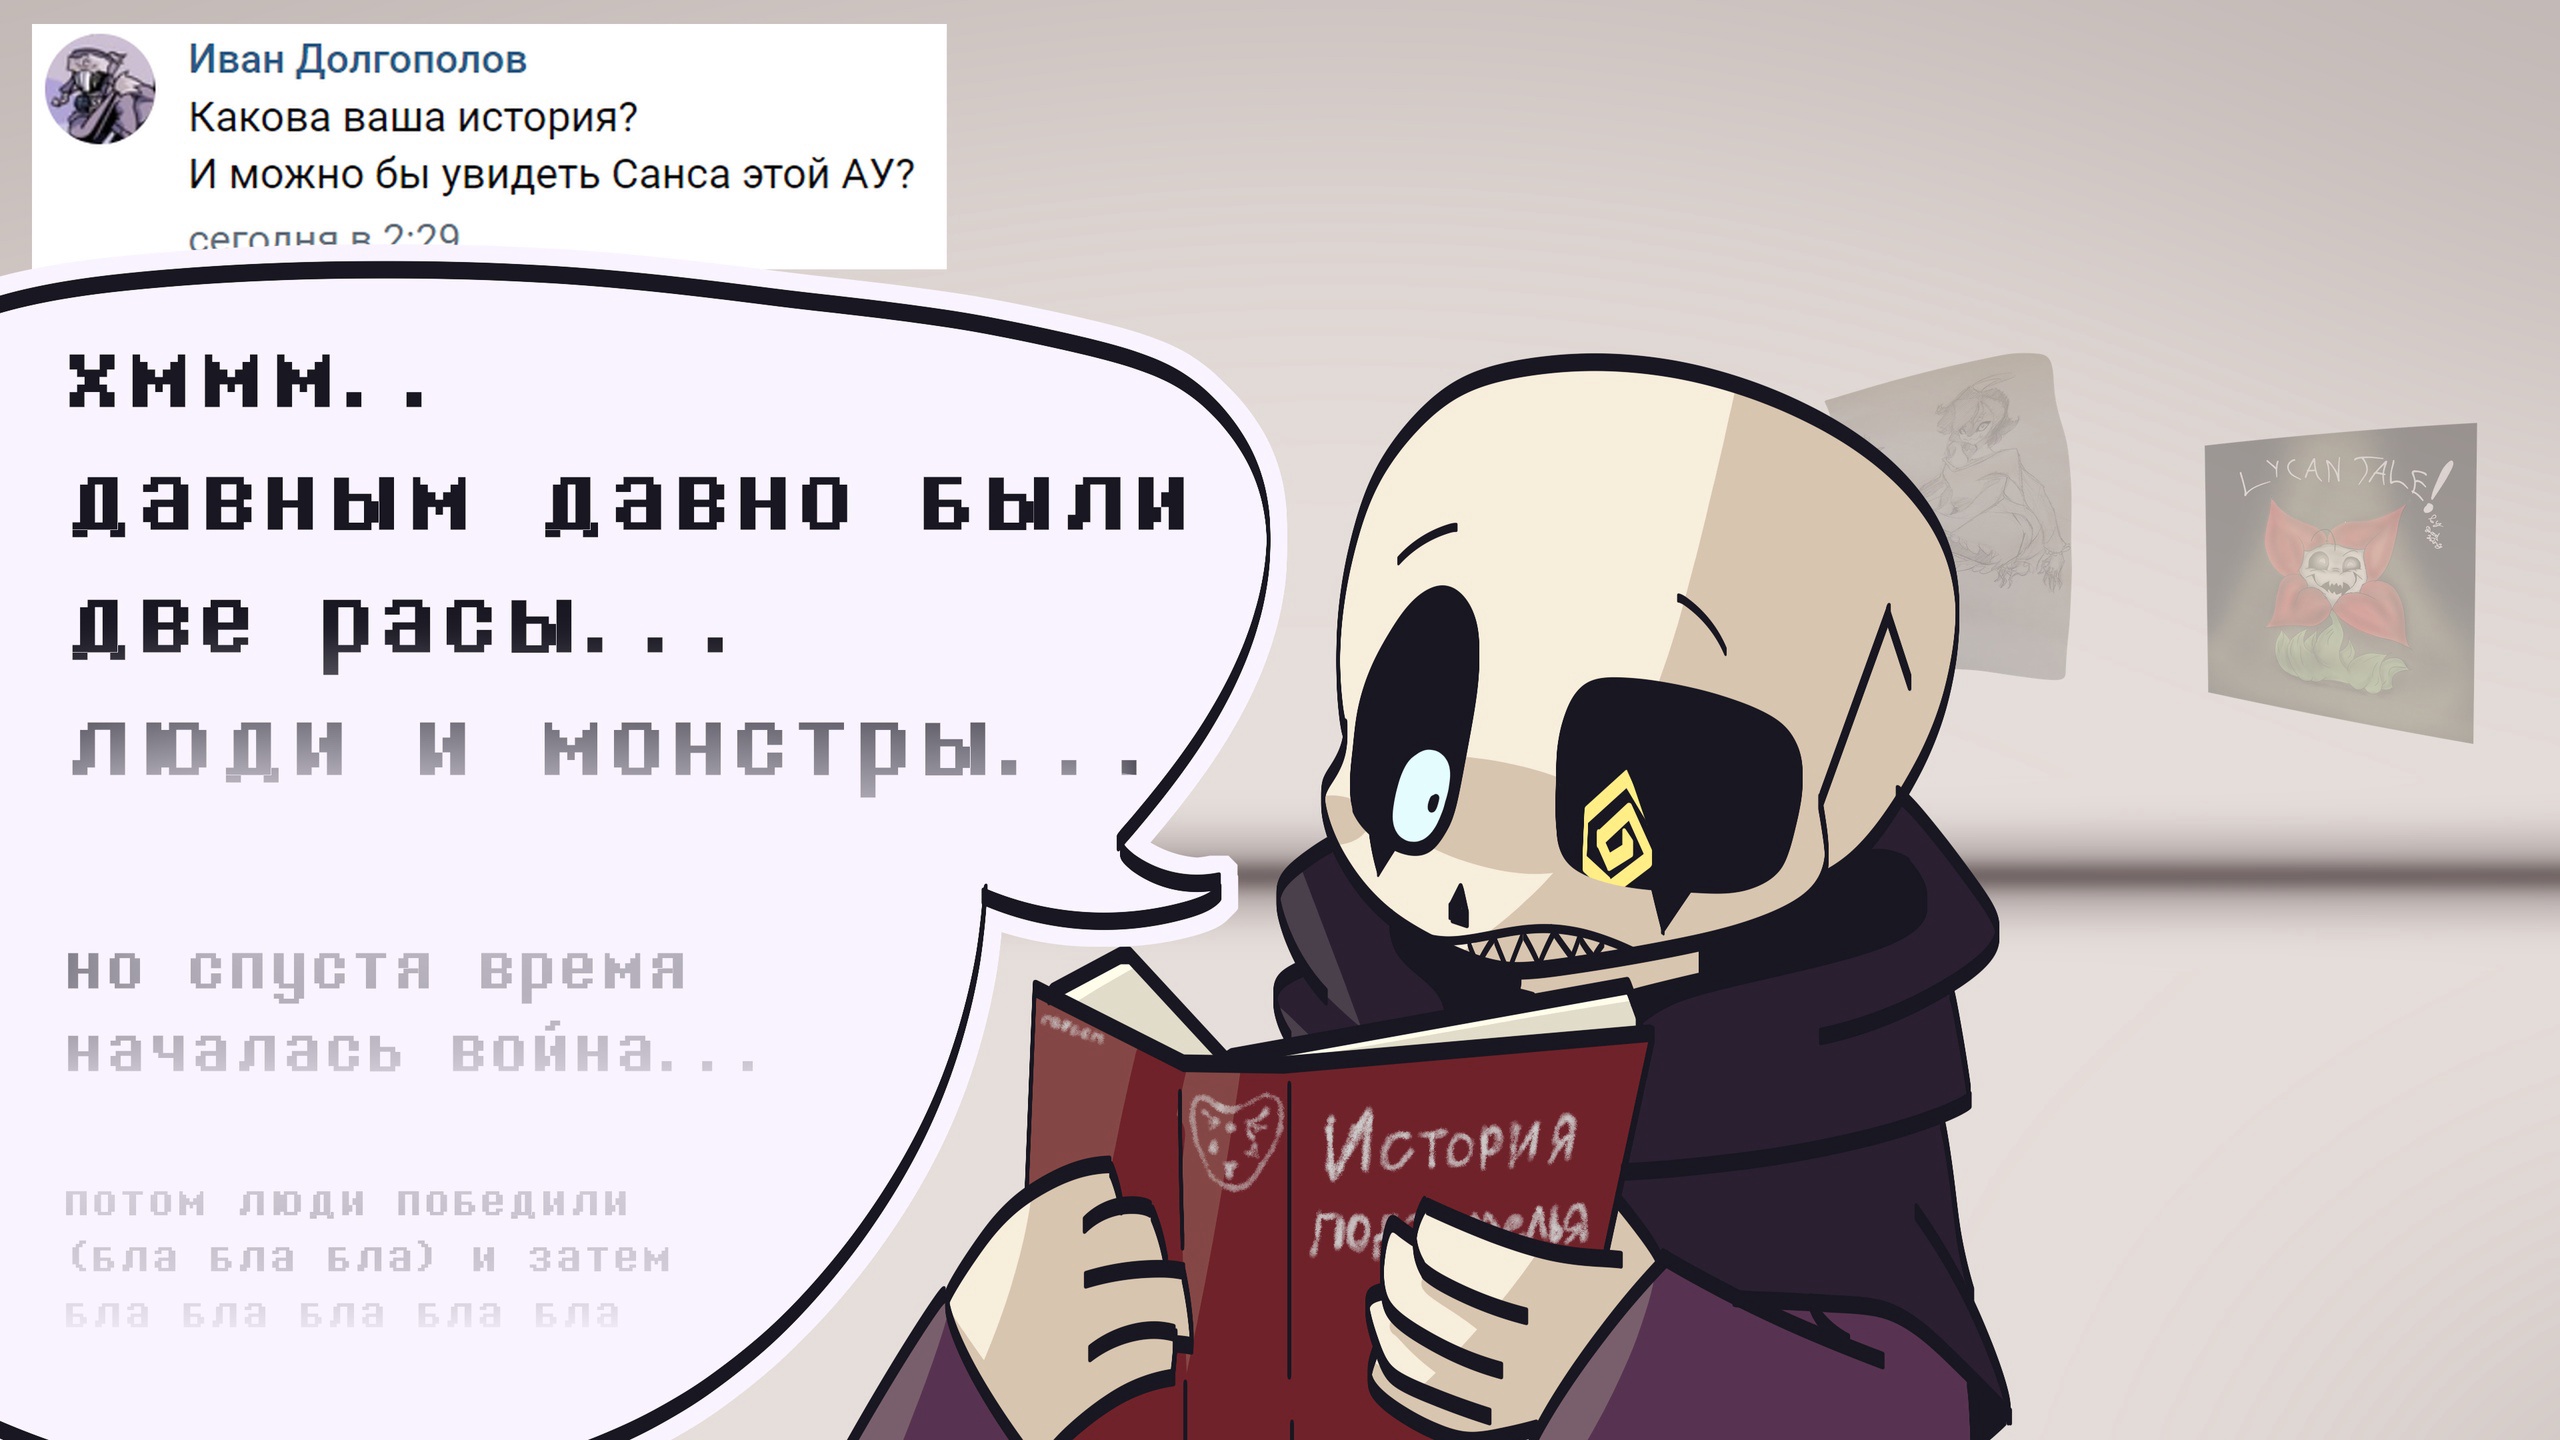 Иван Долгополов
Какова ваша история?
И можно бы увидеть Санса этой АУ?
сегодня в 2:29
хммм..
давным давно были
две расы...
люди и монстры...
но спустя время
началась война...
потом люди победили
(бла бла бла) и затем
бла бла бла бла бла
LYCAN TALE!
История